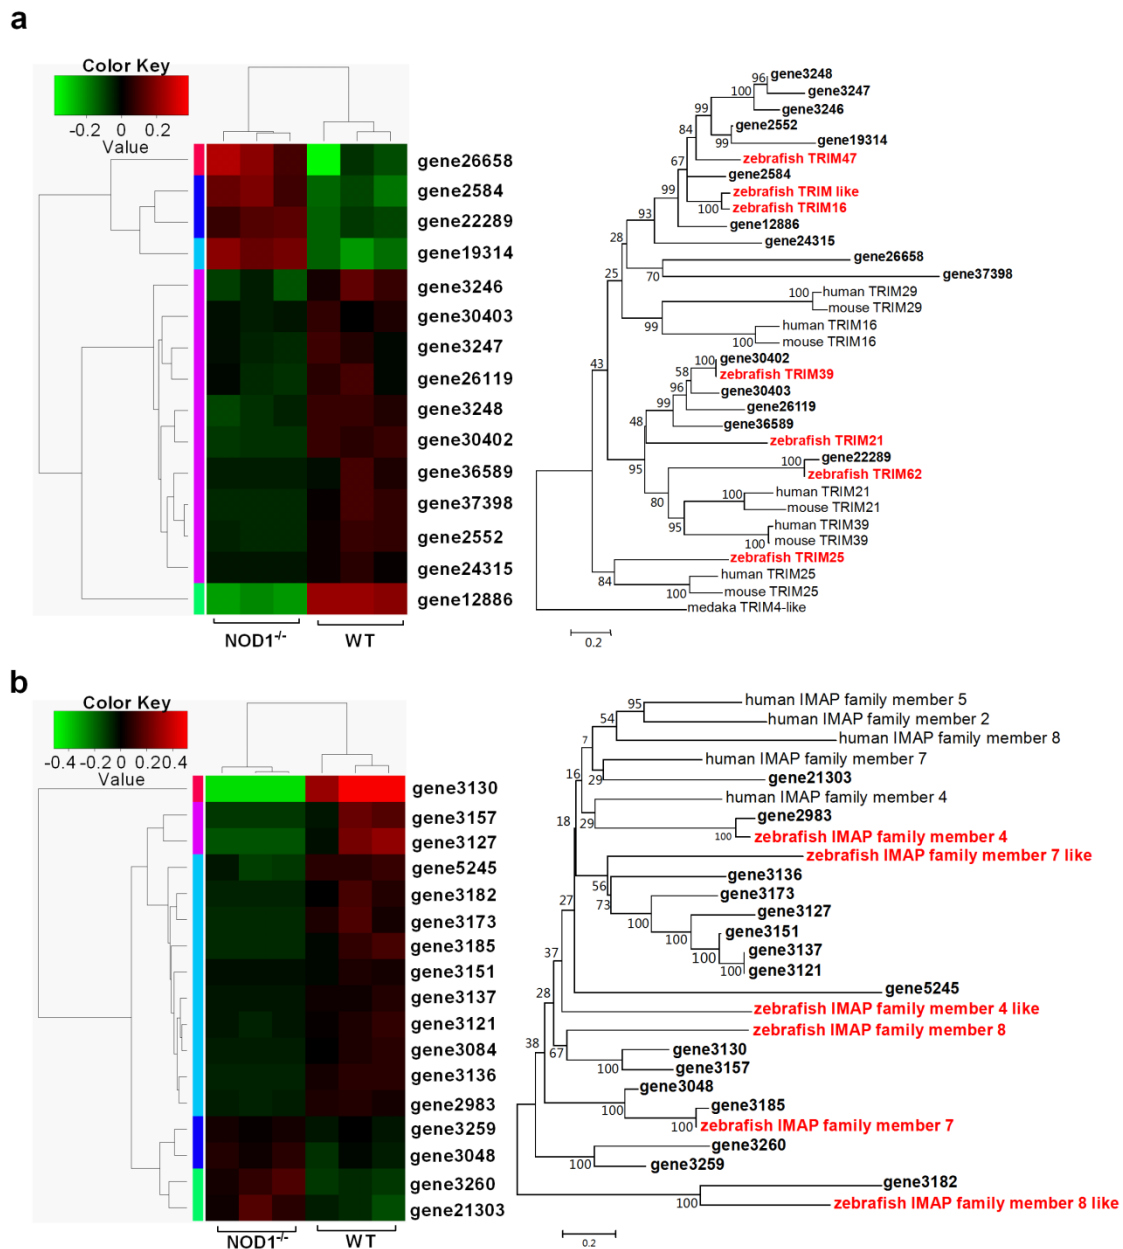 a
Color Key
-0.2 0 0.2
Value
gene26658
gene2584
gene22289
gene19314
gene3246
gene30403
gene3247
gene26119
gene3248
gene30402
gene36589
gene37398
gene2552
gene24315
gene12886
NOD1-/- WT
96 gene3248
100 gene3247
99 gene3246
gene2552
84 99 gene19314
67 zebrafish TRIM47
gene2584
99 zebrafish TRIM like
100 zebrafish TRIM16
93 gene12886
28 gene24315
gene26658
25 70 gene37398
100 human TRIM29
mouse TRIM29
99 human TRIM16
100 mouse TRIM16
43 100 gene30402
58 zebrafish TRIM39
96 gene30403
99 gene26119
48 gene36589
zebrafish TRIM21
95 100 gene22289
zebrafish TRIM62
80 100 human TRIM21
mouse TRIM21
95 human TRIM39
100 mouse TRIM39
zebrafish TRIM25
84 human TRIM25
100 mouse TRIM25
medaka TRIM4-like
0.2
b
Color Key
-0.4 -0.2 0 0.20.4
Value
gene3130
gene3157
gene3127
gene5245
gene3182
gene3173
gene3185
gene3151
gene3137
gene3121
gene3084
gene3136
gene2983
gene3259
gene3048
gene3260
gene21303
NOD1-/- WT
95 human IMAP family member 5
54 human IMAP family member 2
7 human IMAP family member 8
human IMAP family member 7
16 29 gene21303
human IMAP family member 4
18 29 gene2983
100 zebrafish IMAP family member 4
zebrafish IMAP family member 7 like
56 gene3136
27 73 gene3173
100 gene3127
100 gene3151
37 100 gene3137
100 gene3121
28 gene5245
zebrafish IMAP family member 4 like
38 zebrafish IMAP family member 8
67 gene3130
100 gene3157
gene3048
100 gene3185
100 zebrafish IMAP family member 7
gene3260
100 gene3259
gene3182
100 zebrafish IMAP family member 8 like
0.2